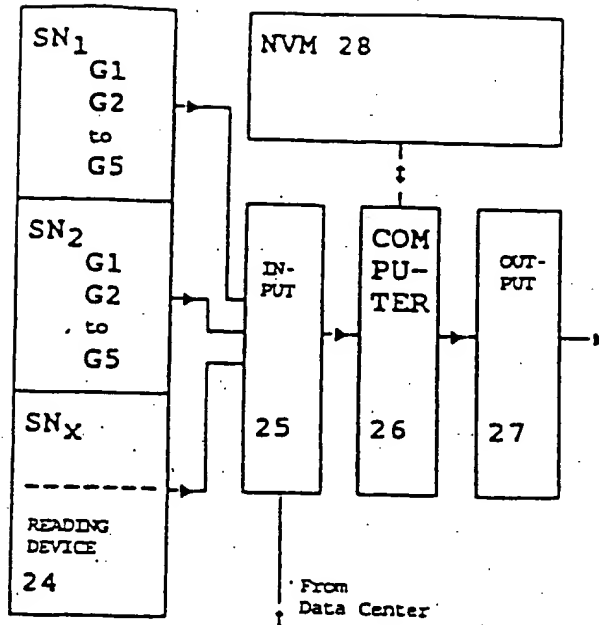 SN1
G1
G2
to
G5
SN2
G1
G2
to
G5
SNX
READING
DEVICE
24
NVM 28
IN-
PUT
25
COM
PU-
TER
26
OUT-
PUT
27
From
Data Center